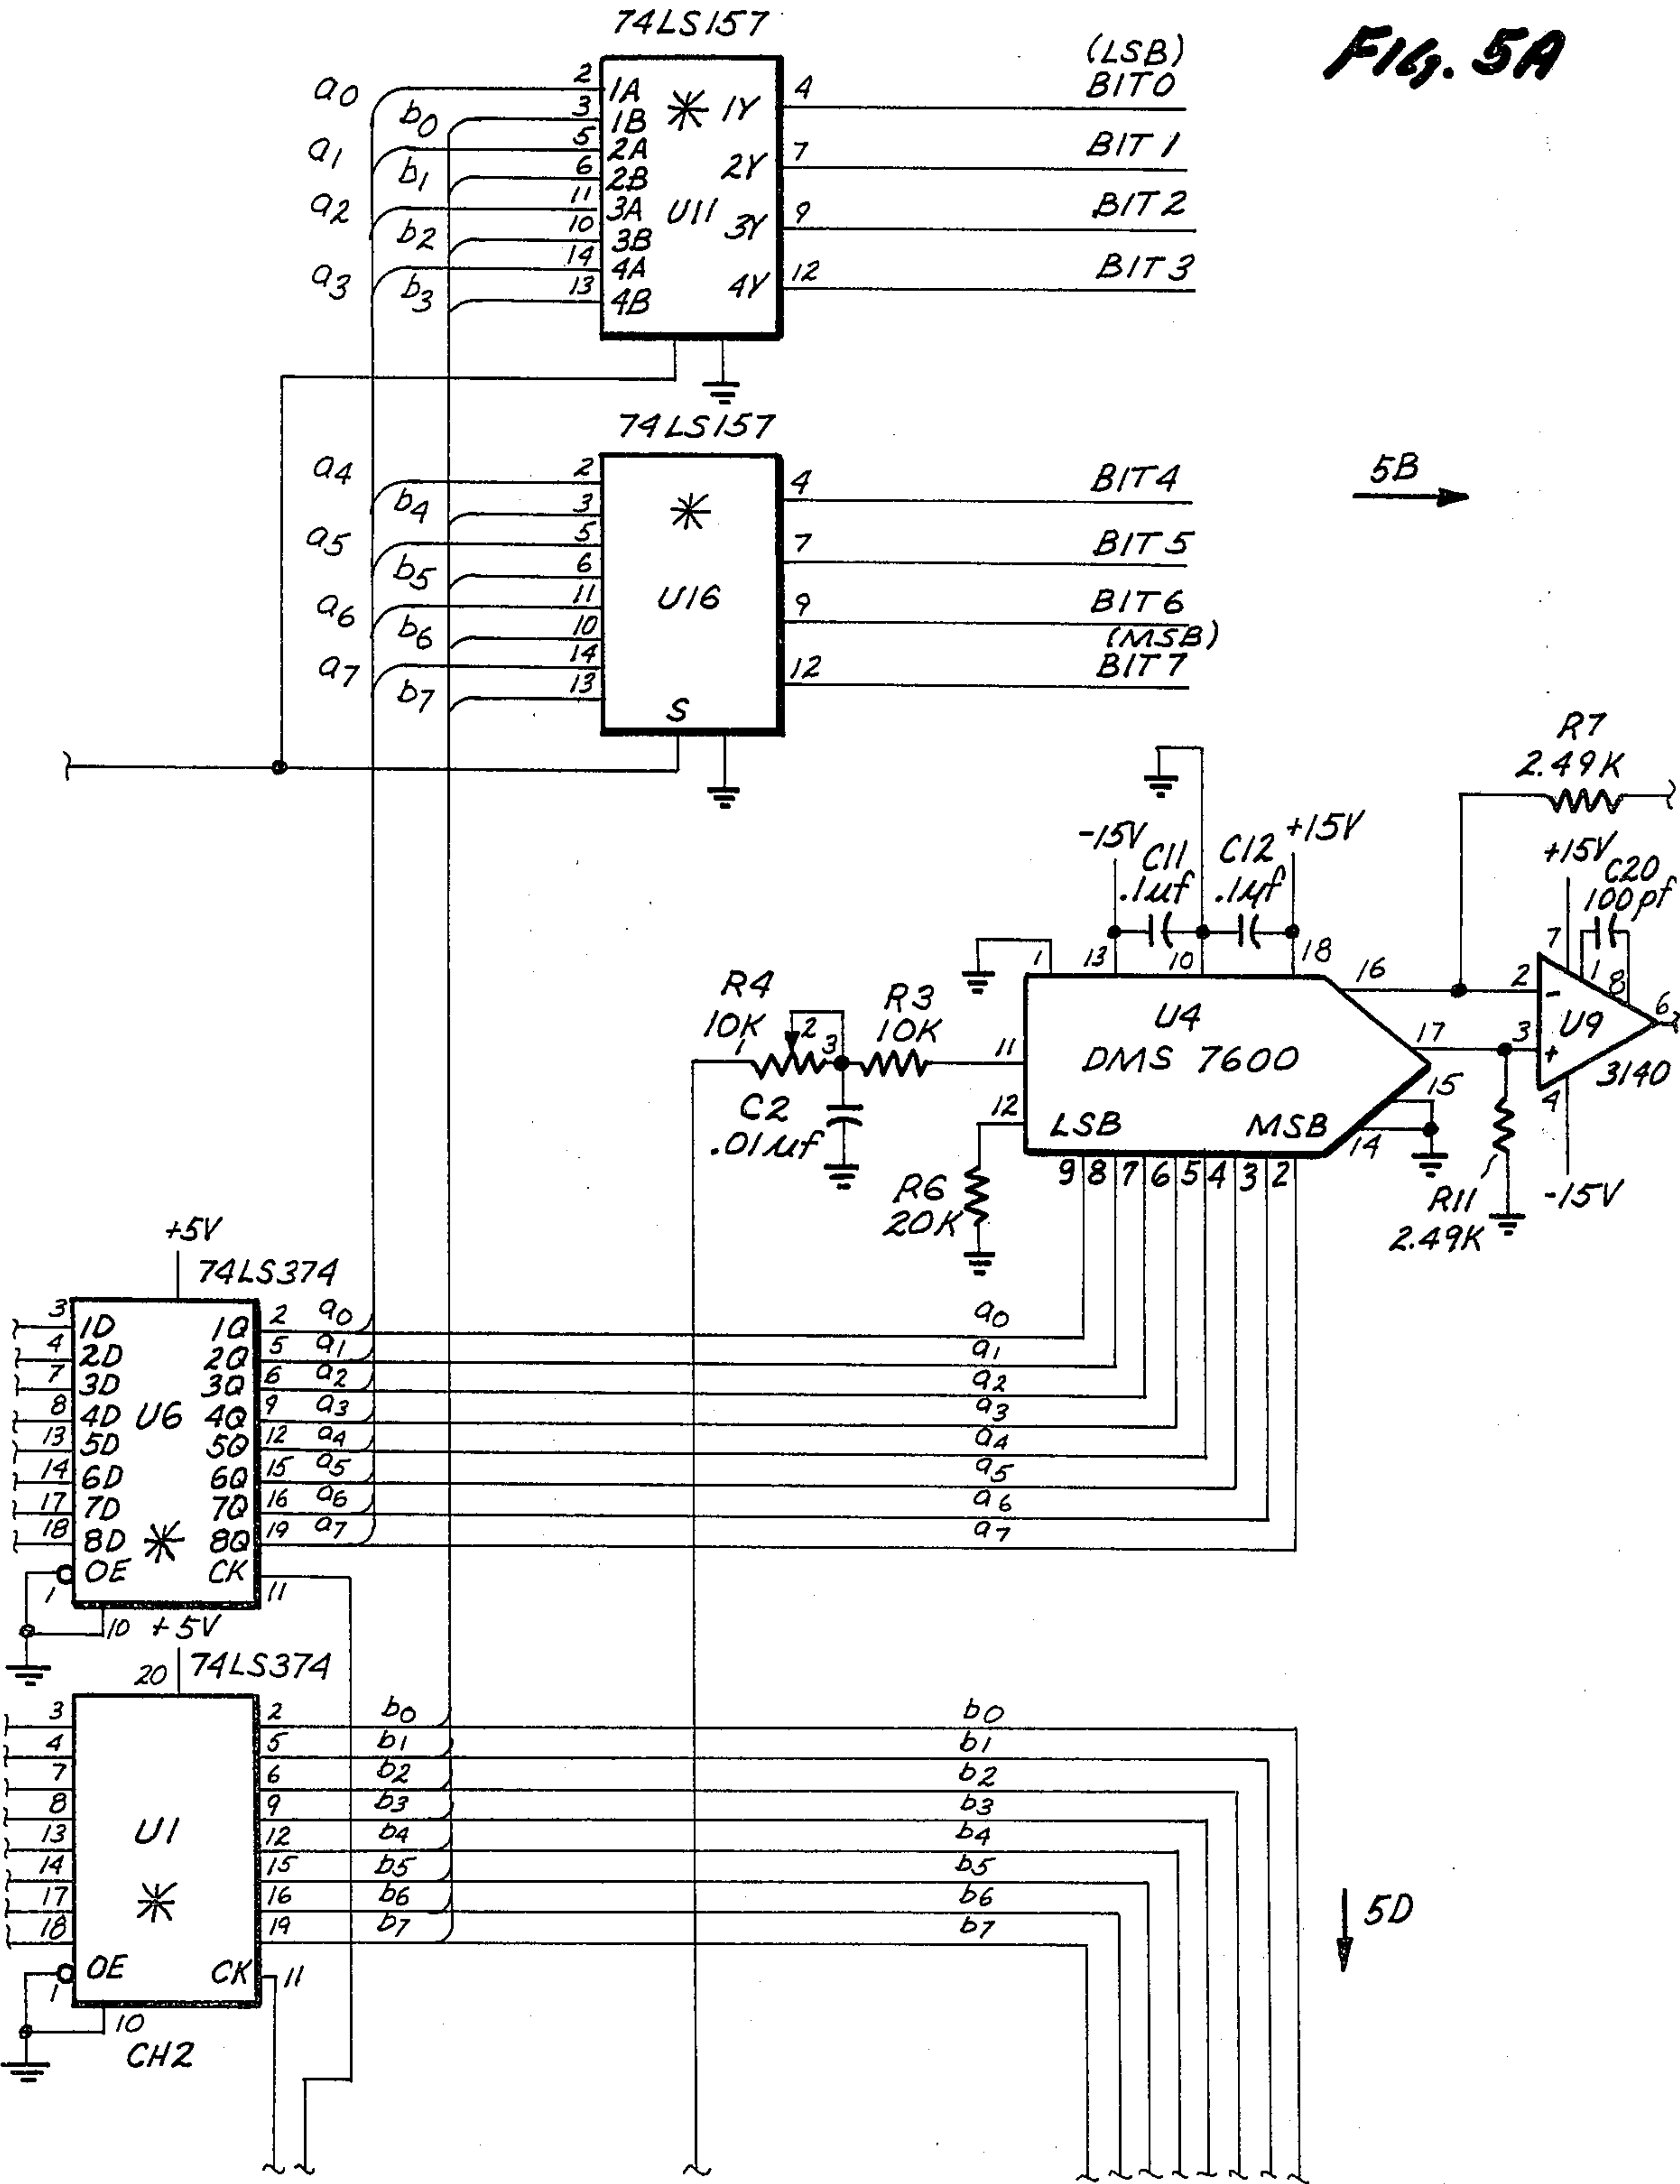 FIG. 5A
74LS157
(LSB)
a0 2 1A 1Y 4 BIT0
b0 3 1B
a1 5 2A 2Y 7 BIT 1
b1 6 2B
a2 11 3A U11 3Y 9 BIT2
b2 10 3B
a3 14 4A 4Y 12 BIT3
b3 13 4B
74LS157
a4 2 4 BIT4
b4 3
a5 5 7 BIT5
b5 6
a6 11 U16 9 BIT6
b6 10 (MSB)
a7 14 12 BIT7
b7 13
S
5B
R7
2.49K
-15V C11 C12 +15V
.1uf .1uf
+15V C20
100pf
7 1 8
1 13 10 18 16 2 -
R4 R3 U4 U9 6
10K 10K
1 2 3 11 DMS 7600 17 3 +
3140
C2 12 LSB MSB 15 4
.01uf 14
9 8 7 6 5 4 3 2
R6
20K
R11
2.49K
-15V
+5V
74LS374
3 1D 1Q 2 a0 a0
4 2D 2Q 5 a1 a1
7 3D 3Q 6 a2 a2
8 4D U6 4Q 9 a3 a3
13 5D 5Q 12 a4 a4
14 6D 6Q 15 a5 a5
17 7D 7Q 16 a6 a6
18 8D 8Q 19 a7 a7
1 OE CK 11
10 +5V
20 74LS374
3 2 b0 b0
4 5 b1 b1
7 6 b2 b2
8 9 b3 b3
13 U1 12 b4 b4
14 15 b5 b5
17 16 b6 b6
18 19 b7 b7
5D
1 OE CK 11
10
CH2